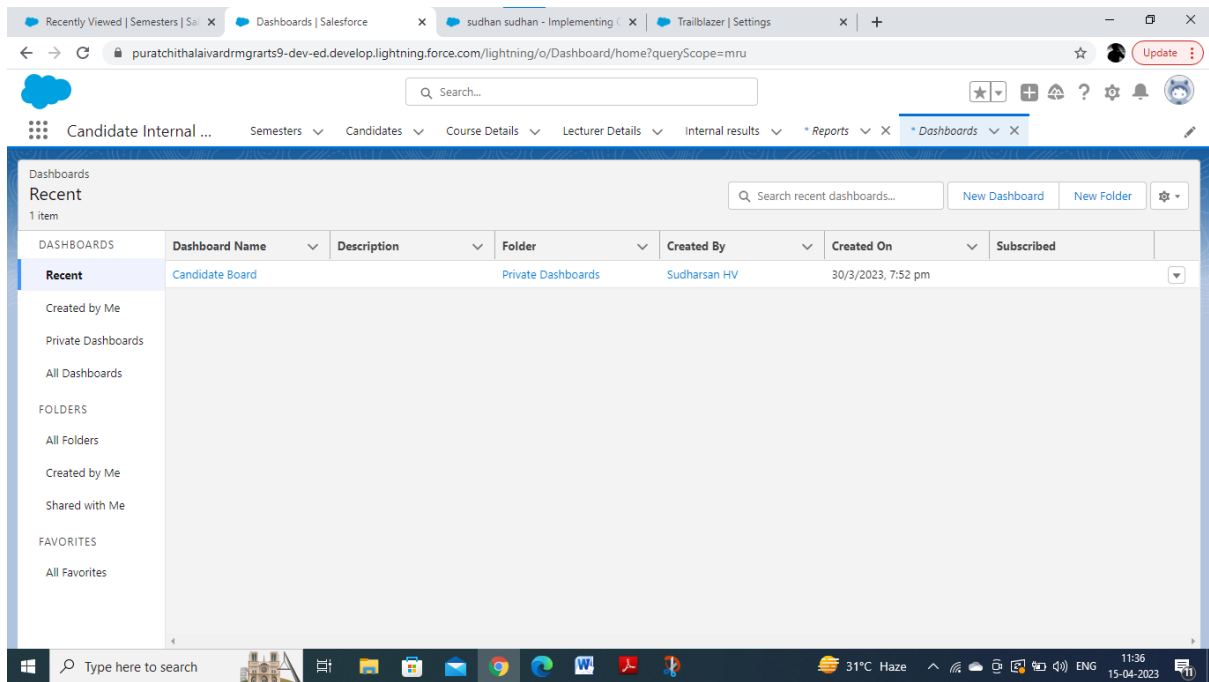 Recently Viewed | Semesters | Sal
Dashboards | Salesforce
sudhan sudhan - Implementing C
Trailblazer | Settings
puratchithalaivardrmgrarts9-dev-ed.develop.lightning.force.com/lightning/o/Dashboard/home?queryScope=mru
Update
Search...
Candidate Internal ...
Semesters
Candidates
Course Details
Lecturer Details
Internal results
* Reports
* Dashboards
Dashboards
Recent
1 item
Search recent dashboards...
New Dashboard
New Folder
DASHBOARDS
Dashboard Name
Description
Folder
Created By
Created On
Subscribed
Recent
Candidate Board
Private Dashboards
Sudharsan HV
30/3/2023, 7:52 pm
Created by Me
Private Dashboards
All Dashboards
FOLDERS
All Folders
Created by Me
Shared with Me
FAVORITES
All Favorites
Type here to search
31°C Haze
ENG
11:36
15-04-2023
11